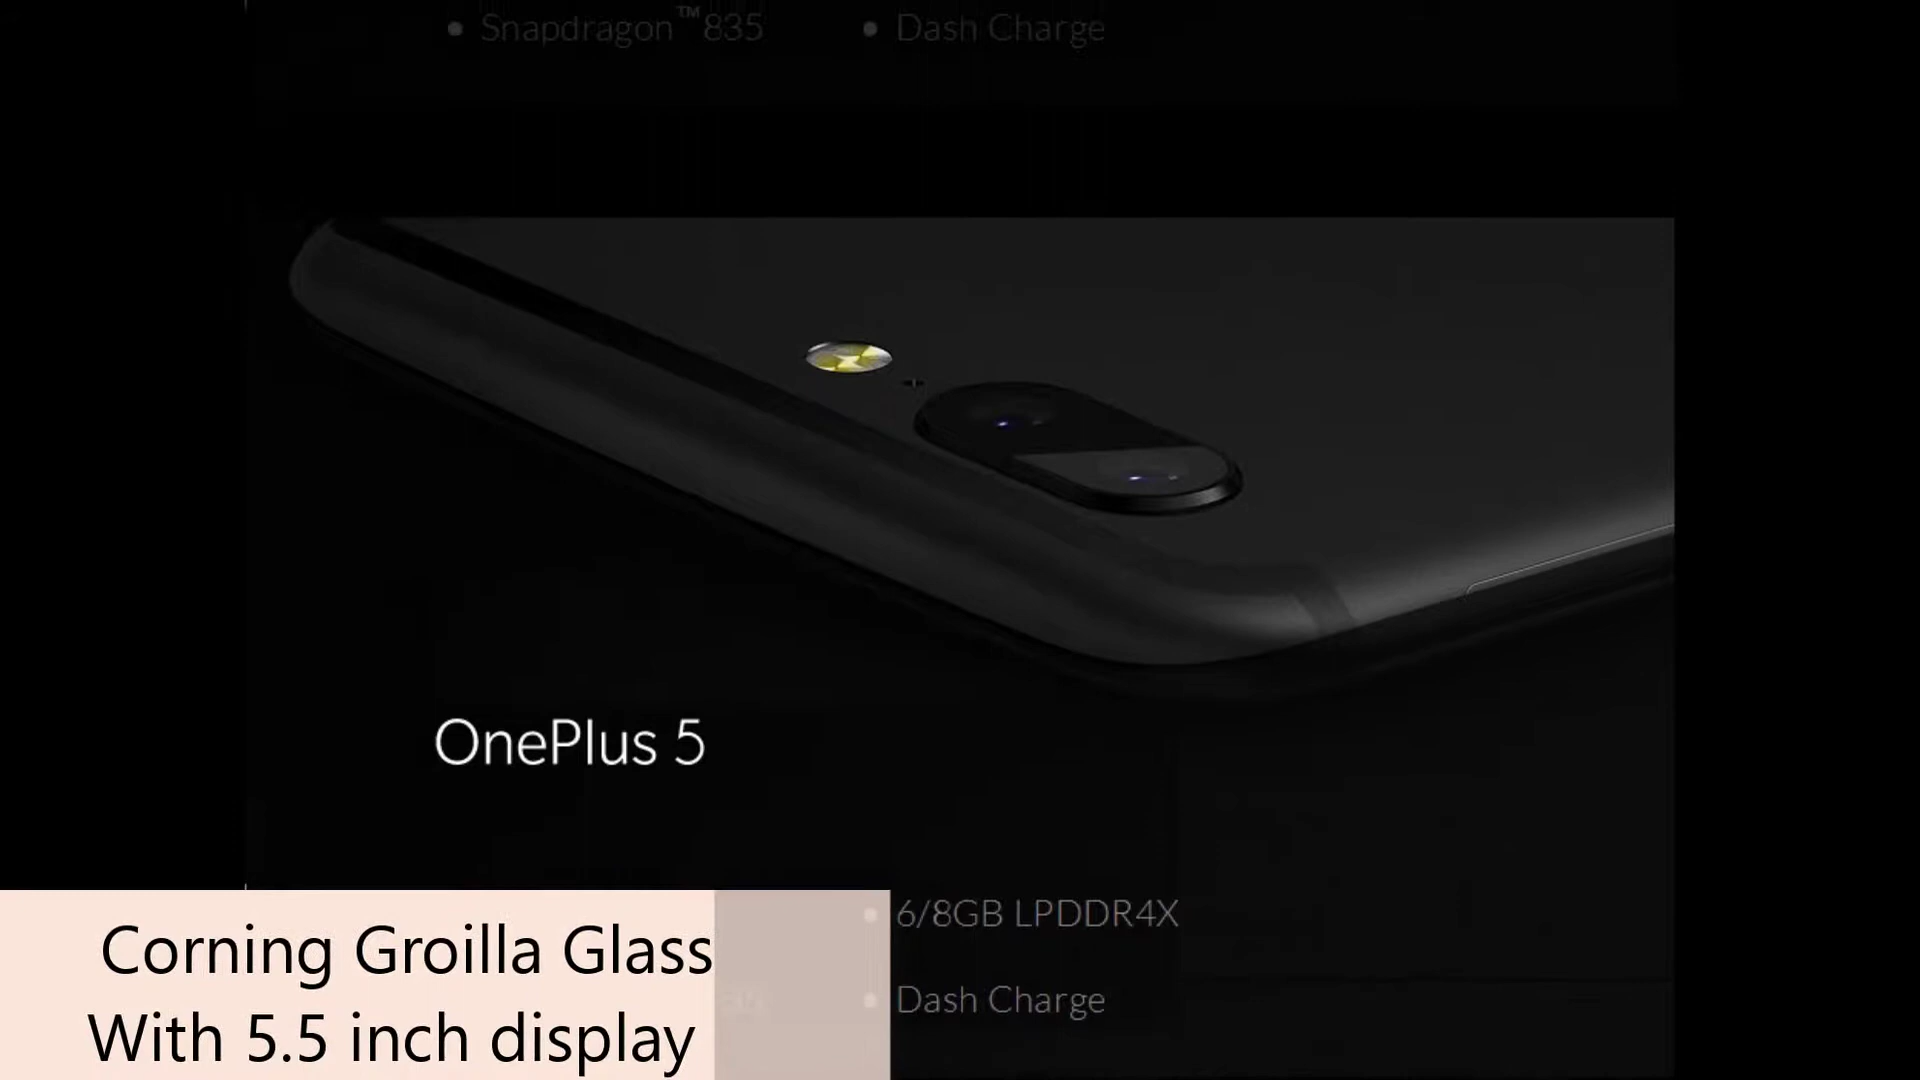 Snapdragon™ 835
Dash Charge
OnePlus 5
6/8GB LPDDR4X
Corning Groilla Glass
Dash Charge
With 5.5 inch display